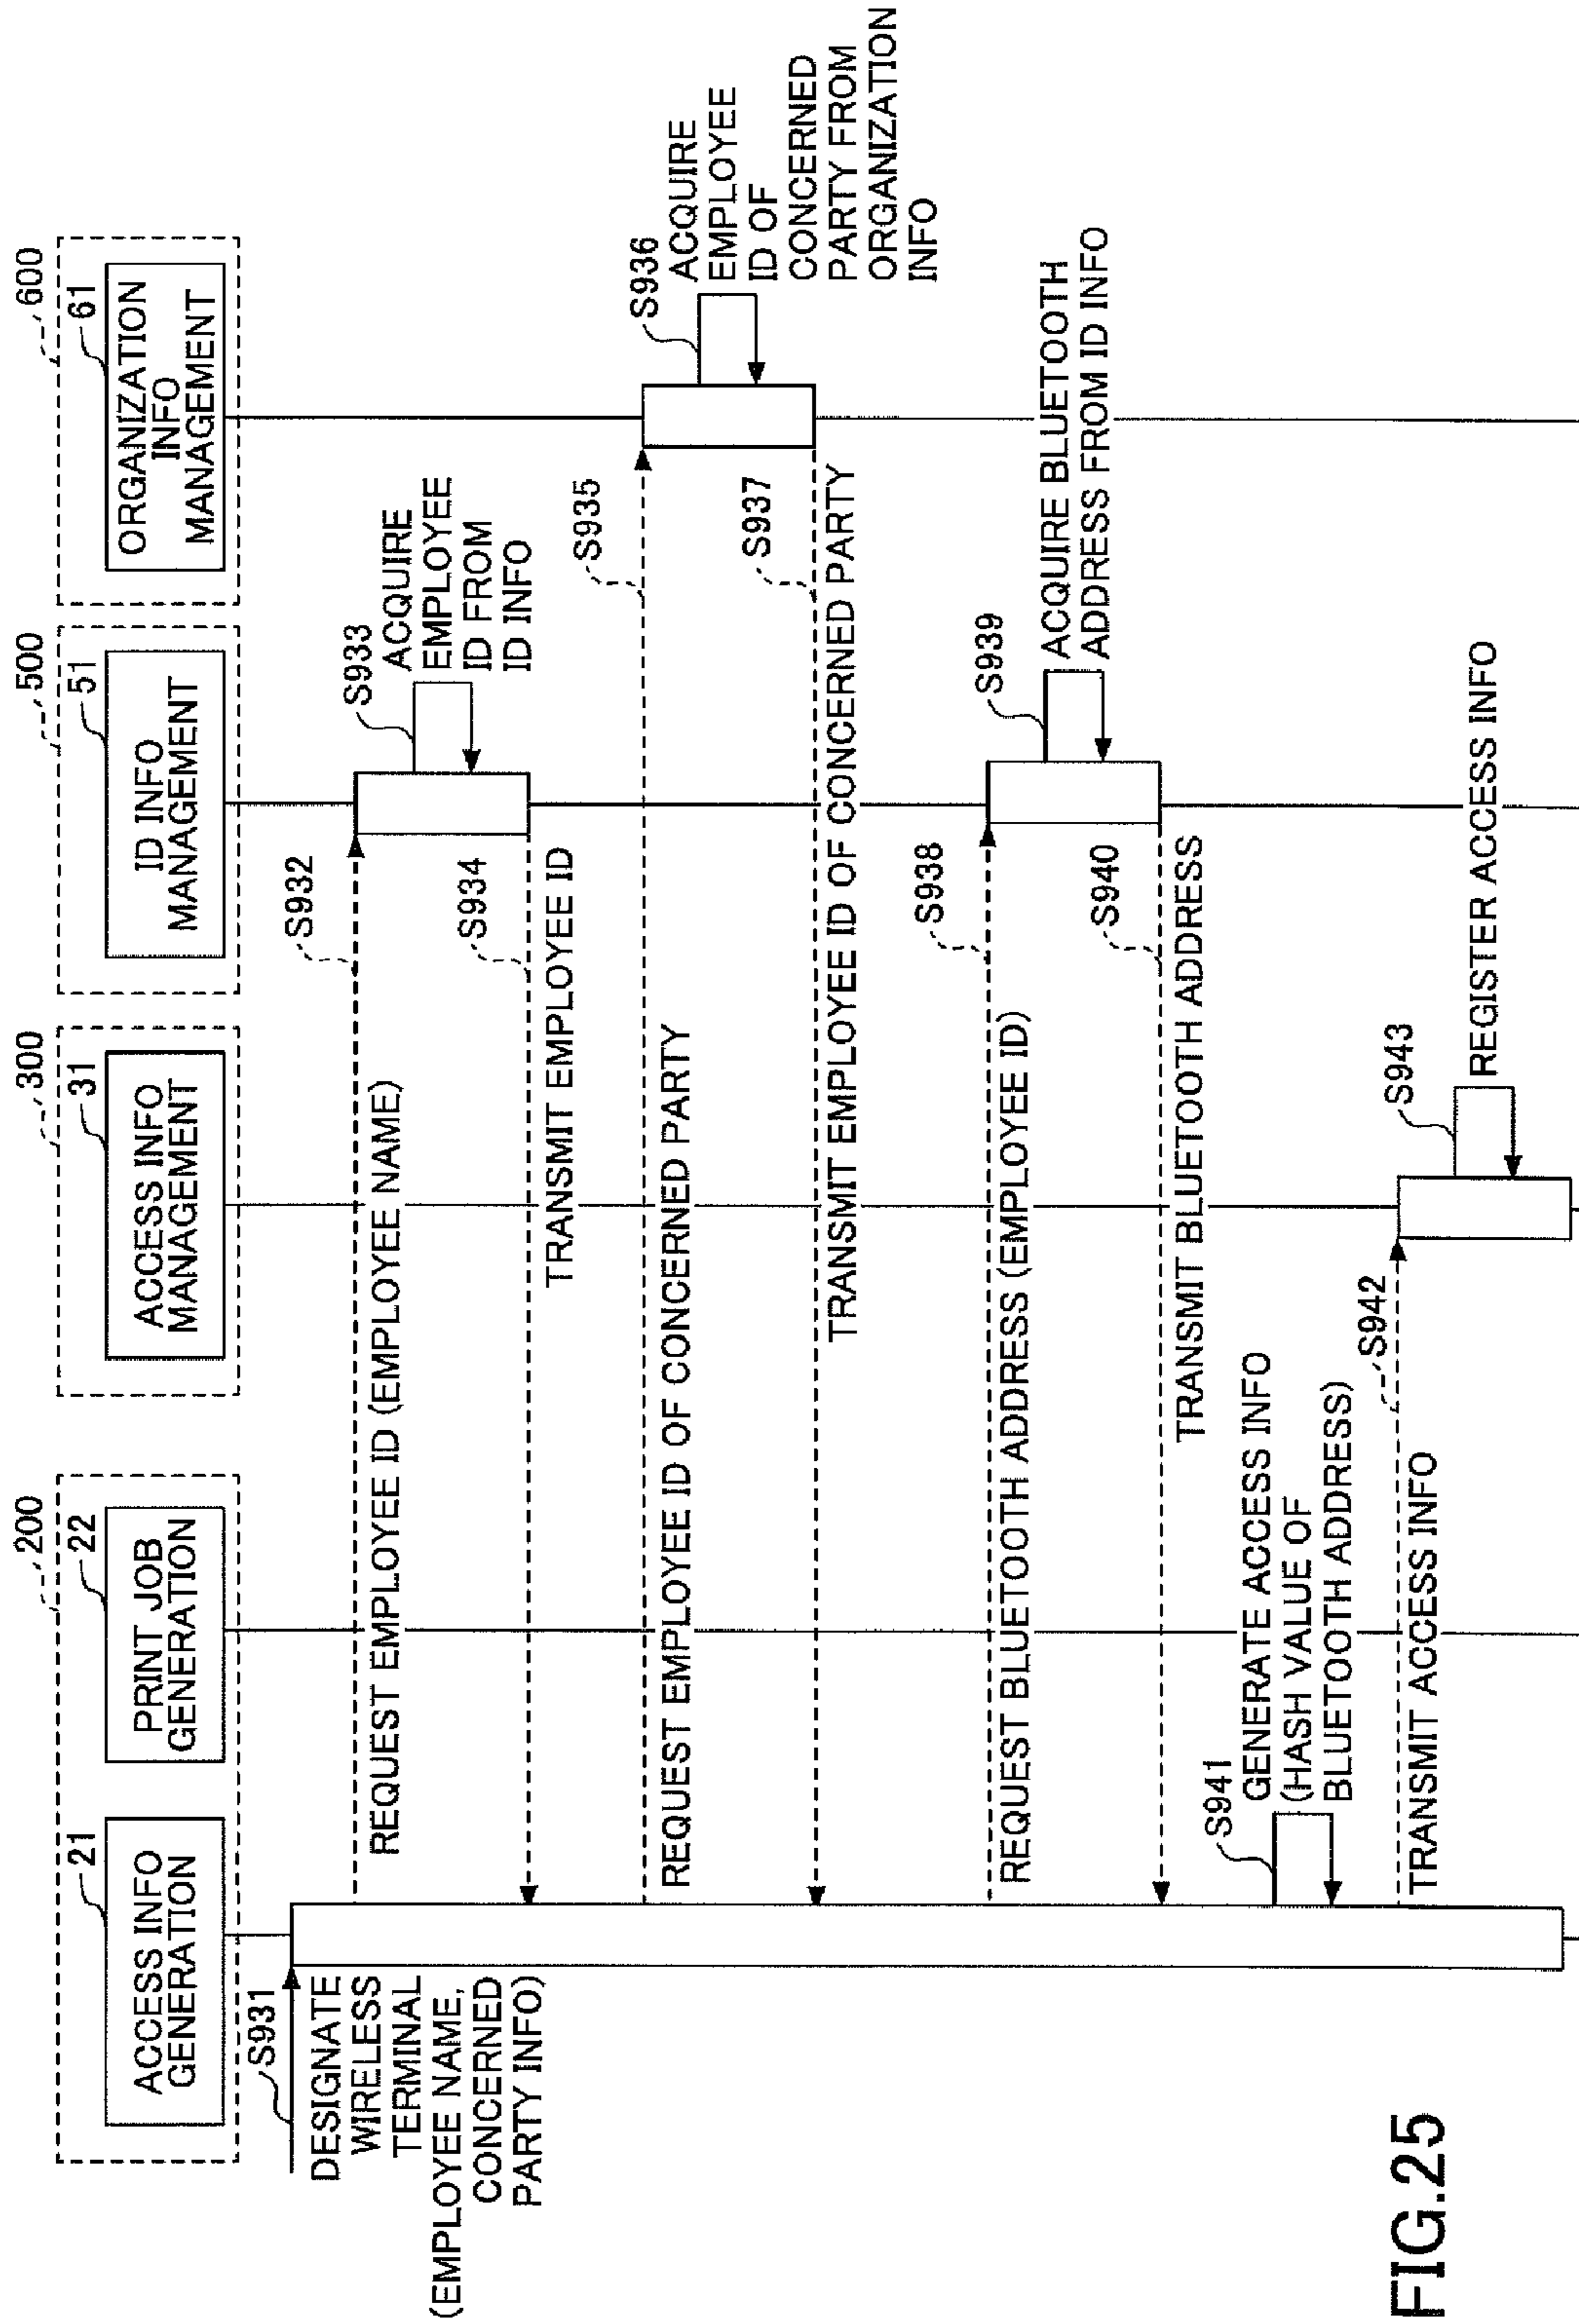 200
21
ACCESS INFO
GENERATION
22
PRINT JOB
GENERATION
300
31
ACCESS INFO
MANAGEMENT
500
51
ID INFO
MANAGEMENT
600
61
ORGANIZATION
INFO
MANAGEMENT
S931
DESIGNATE
WIRELESS
TERMINAL
(EMPLOYEE NAME,
CONCERNED
PARTY INFO)
S932
REQUEST EMPLOYEE ID (EMPLOYEE NAME)
S933
ACQUIRE
EMPLOYEE
ID FROM
ID INFO
S934
TRANSMIT EMPLOYEE ID
S935
REQUEST EMPLOYEE ID OF CONCERNED PARTY
S936
ACQUIRE
EMPLOYEE
ID OF
CONCERNED
PARTY FROM
ORGANIZATION
INFO
S937
TRANSMIT EMPLOYEE ID OF CONCERNED PARTY
S938
REQUEST BLUETOOTH ADDRESS (EMPLOYEE ID)
S939
ACQUIRE BLUETOOTH
ADDRESS FROM ID INFO
S940
TRANSMIT BLUETOOTH ADDRESS
S941
GENERATE ACCESS INFO
(HASH VALUE OF
BLUETOOTH ADDRESS)
S942
TRANSMIT ACCESS INFO
S943
REGISTER ACCESS INFO
FIG.25